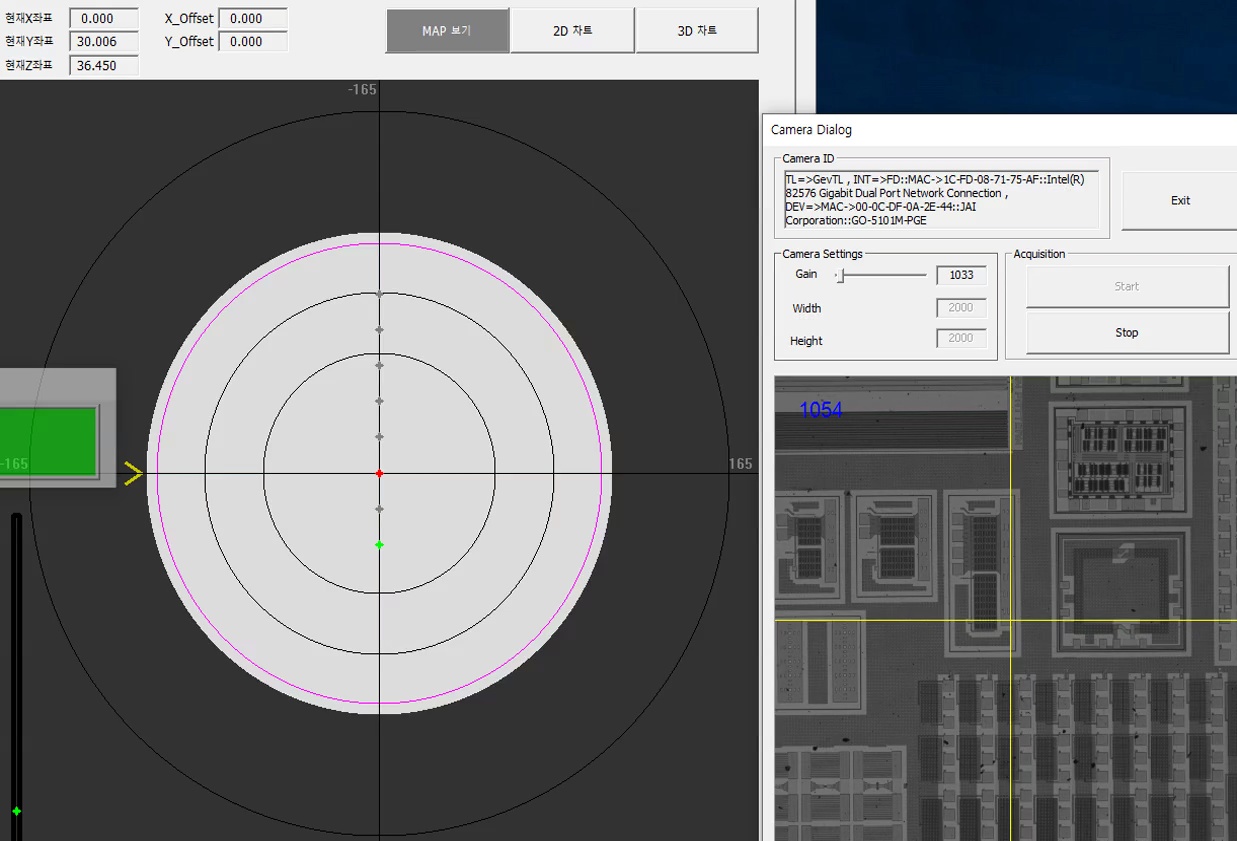 현재X좌표 0.000 X_Offset 0.000
현재Y좌표 30.006 Y_Offset 0.000
현재Z좌표 36.450
MAP 보기 2D 차트 3D 차트
-165
-165
165
Camera Dialog
Camera ID
TL=>GevTL , INT=>FD::MAC->1C-FD-08-71-75-AF::Intel(R)
82576 Gigabit Dual Port Network Connection ,
DEV=>MAC->00-0C-DF-0A-2E-44::JAI
Corporation::GO-5101M-PGE
Exit
Camera Settings
Gain 1033
Width 2000
Height 2000
Acquisition
Start
Stop
1054